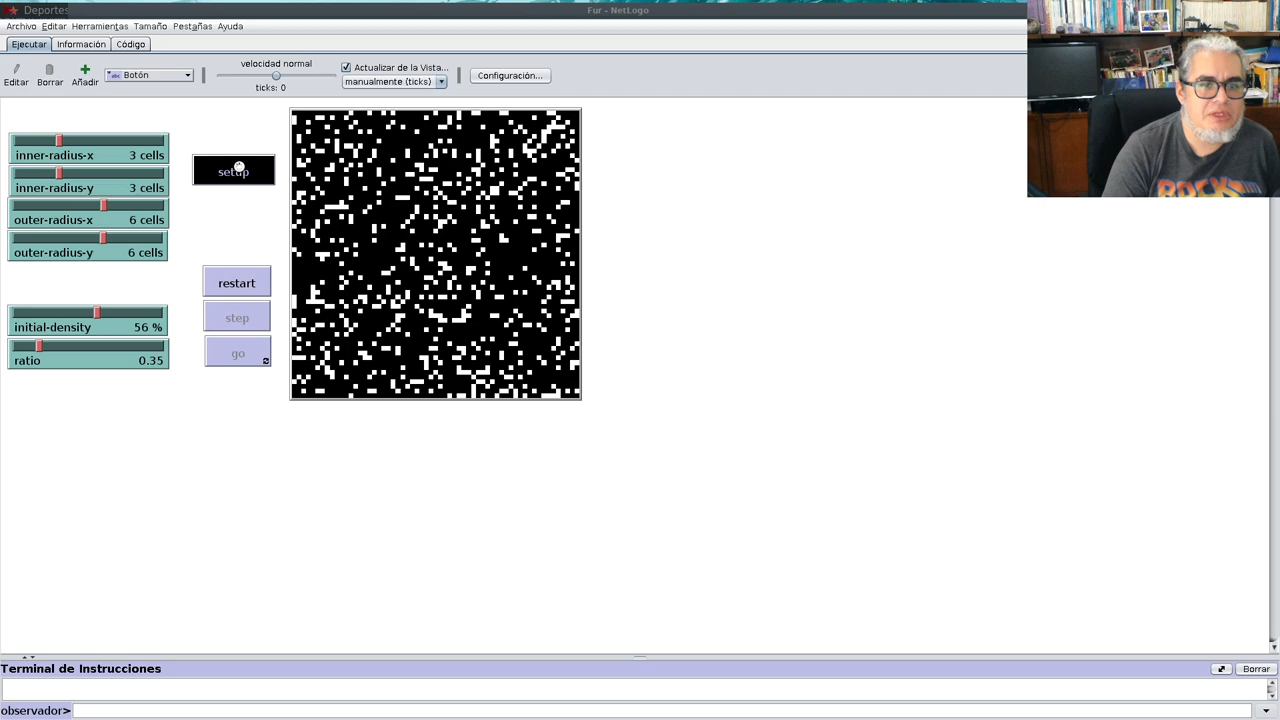 Deportes
Fur - NetLogo
Archivo Editar Herramientas Tamaño Pestañas Ayuda
Ejecutar Información Código
Editar Borrar Añadir
Botón
velocidad normal
ticks: 0
Actualizar de la Vista...
manualmente (ticks)
Configuración...
inner-radius-x 3 cells
inner-radius-y 3 cells
outer-radius-x 6 cells
outer-radius-y 6 cells
initial-density 56 %
ratio 0.35
setup
restart
step
go
ROCKS
Terminal de Instrucciones
Borrar
observador>